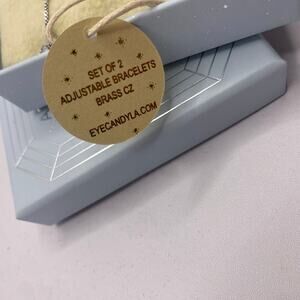 SET OF 2
ADJUSTABLE BRACELETS
BRASS CZ
EYECANDYLA.COM